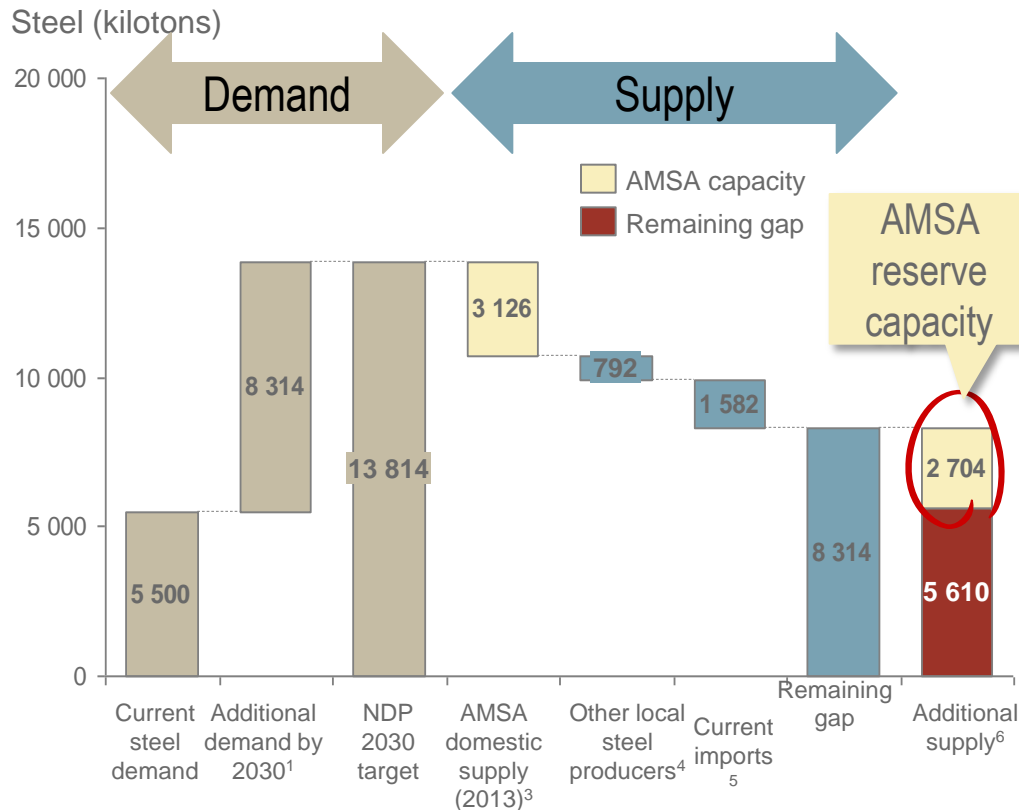 Steel (kilotons)
20 000
15 000
10 000
5 000
0
Demand
Supply
AMSA capacity
Remaining gap
AMSA
reserve
capacity
5 500
8 314
13 814
3 126
792
1 582
8 314
2 704
5 610
Current
steel
demand
Additional
demand by
2030¹
NDP
2030
target
AMSA
domestic
supply
(2013)³
Other local
steel
producers⁴
Current
imports
5
Remaining
gap
Additional
supply⁶